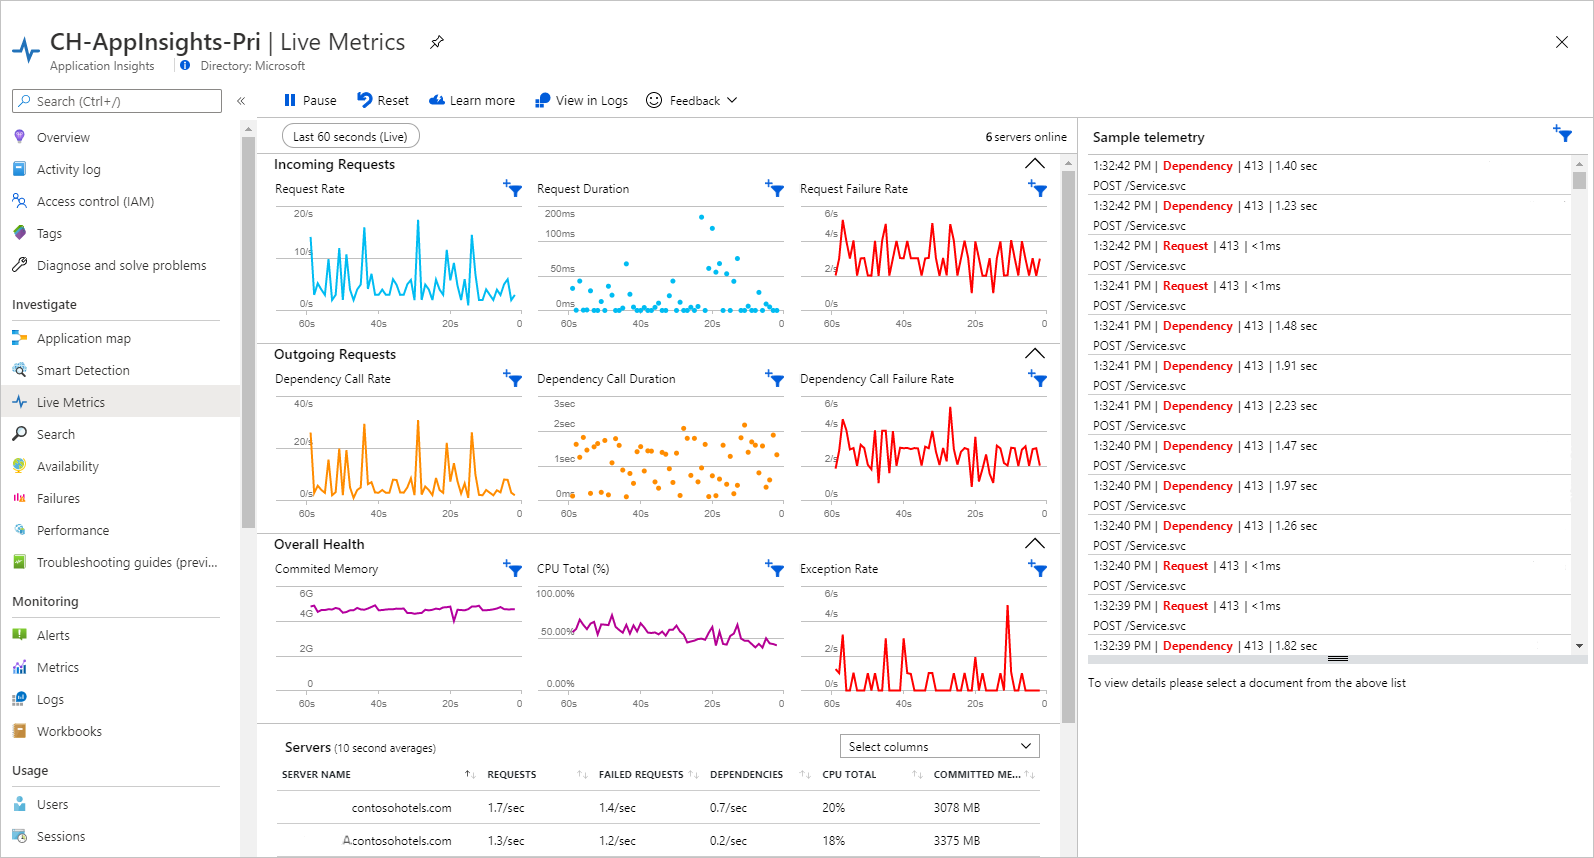 CH-AppInsights-Pri | Live Metrics
Application Insights
Directory: Microsoft
Search (Ctrl+/)
«
Overview
Activity log
Access control (IAM)
Tags
Diagnose and solve problems
Investigate
Application map
Smart Detection
Live Metrics
Search
Availability
Failures
Performance
Troubleshooting guides (previ...
Monitoring
Alerts
Metrics
Logs
Workbooks
Usage
Users
Sessions
Pause
Reset
Learn more
View in Logs
Feedback
Last 60 seconds (Live)
6 servers online
Incoming Requests
Request Rate
20/s
10/s
0/s
60s 40s 20s 0
Request Duration
200ms
100ms
50ms
0ms
60s 40s 20s 0
Request Failure Rate
6/s
4/s
2/s
0/s
60s 40s 20s 0
Outgoing Requests
Dependency Call Rate
40/s
20/s
0/s
60s 40s 20s 0
Dependency Call Duration
3sec
2sec
1sec
0ms
60s 40s 20s 0
Dependency Call Failure Rate
6/s
4/s
2/s
0/s
60s 40s 20s 0
Overall Health
Commited Memory
6G
4G
2G
0
60s 40s 20s 0
CPU Total (%)
100.00%
50.00%
0.00%
60s 40s 20s 0
Exception Rate
6/s
4/s
2/s
0/s
60s 40s 20s 0
Servers (10 second averages)
Select columns
SERVER NAME REQUESTS FAILED REQUESTS DEPENDENCIES CPU TOTAL COMMITTED ME...
contosohotels.com 1.7/sec 1.4/sec 0.7/sec 20% 3078 MB
A.contosohotels.com 1.3/sec 1.2/sec 0.2/sec 18% 3375 MB
Sample telemetry
1:32:42 PM | Dependency | 413 | 1.40 sec
POST /Service.svc
1:32:42 PM | Dependency | 413 | 1.23 sec
POST /Service.svc
1:32:42 PM | Request | 413 | <1ms
POST /Service.svc
1:32:41 PM | Request | 413 | <1ms
POST /Service.svc
1:32:41 PM | Dependency | 413 | 1.48 sec
POST /Service.svc
1:32:41 PM | Dependency | 413 | 1.91 sec
POST /Service.svc
1:32:41 PM | Dependency | 413 | 2.23 sec
POST /Service.svc
1:32:40 PM | Dependency | 413 | 1.47 sec
POST /Service.svc
1:32:40 PM | Dependency | 413 | 1.97 sec
POST /Service.svc
1:32:40 PM | Dependency | 413 | 1.26 sec
POST /Service.svc
1:32:40 PM | Request | 413 | <1ms
POST /Service.svc
1:32:39 PM | Request | 413 | <1ms
POST /Service.svc
1:32:39 PM | Dependency | 413 | 1.82 sec
To view details please select a document from the above list